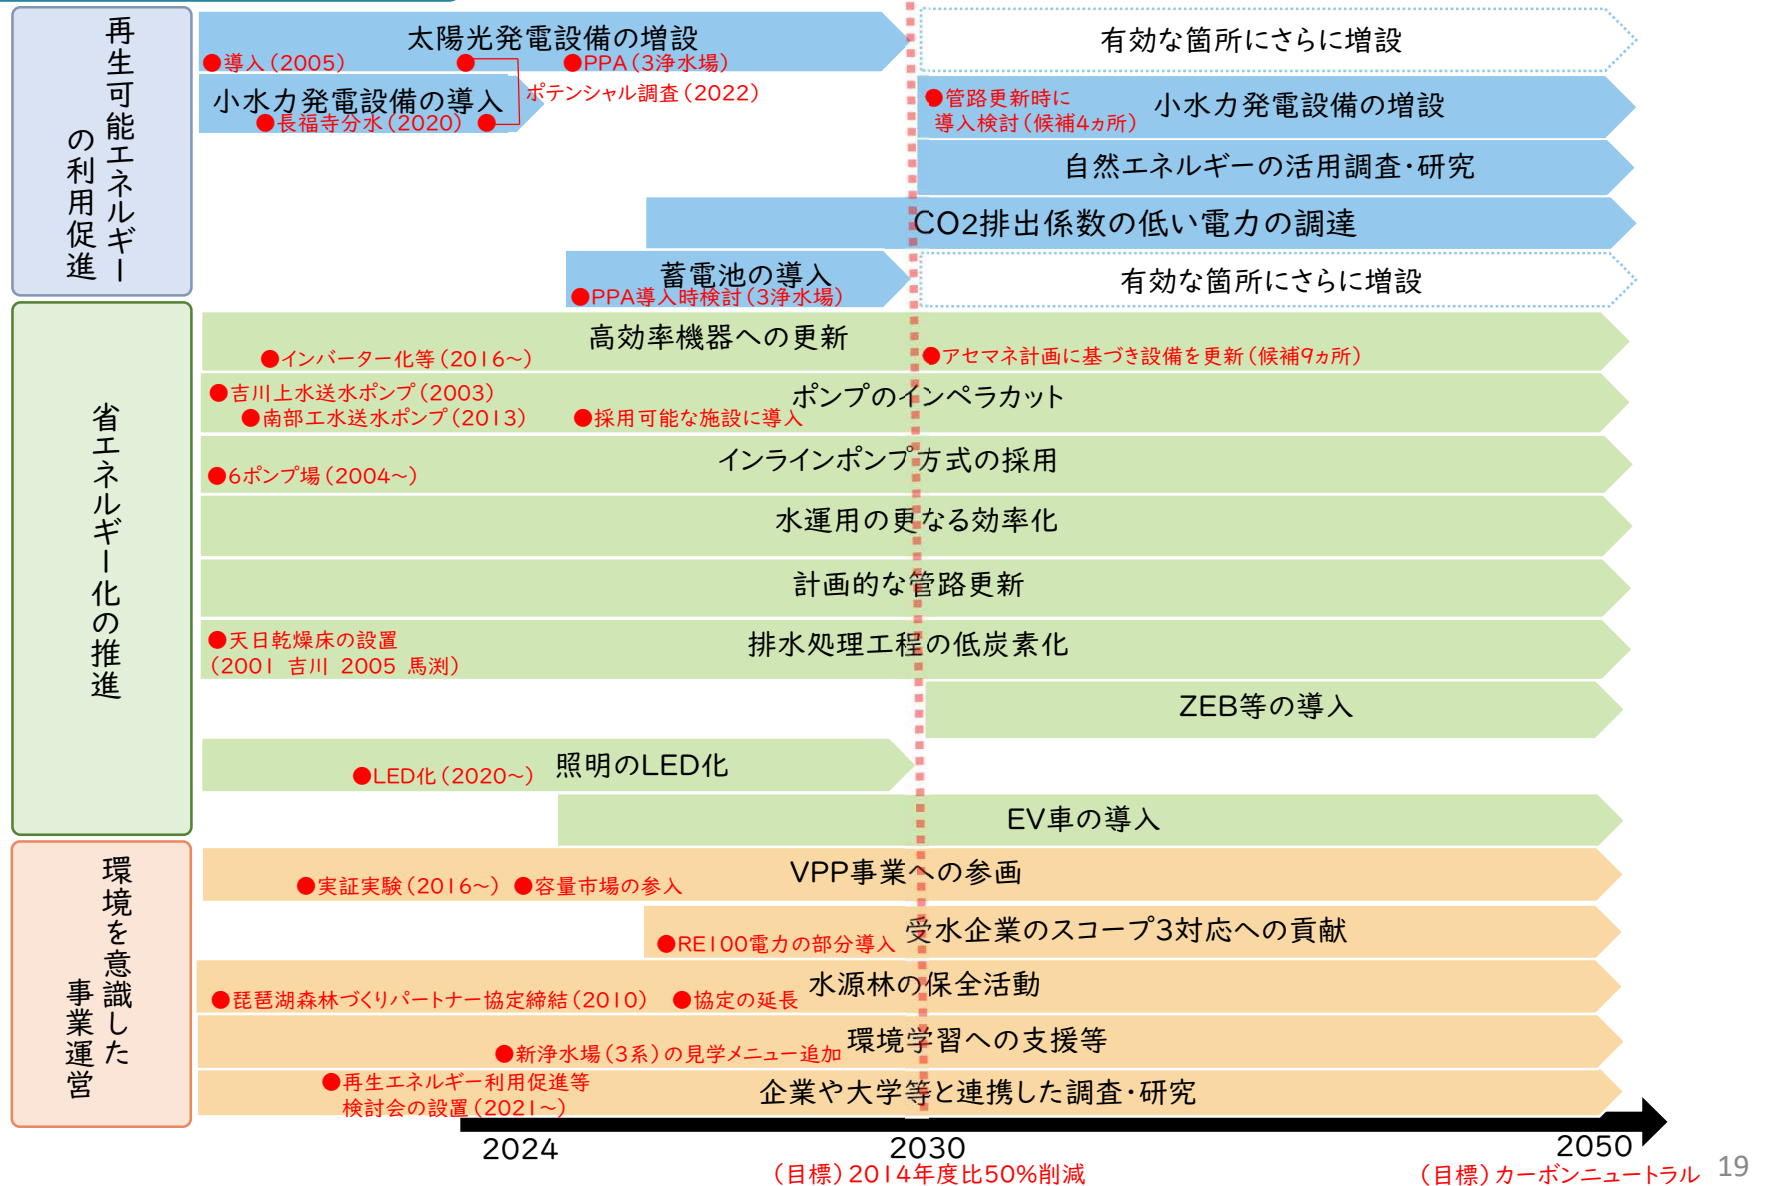 再生可能エネルギー
の利用促進
太陽光発電設備の増設
●導入(2005)
●
●PPA(3浄水場)
有効な箇所にさらに増設
小水力発電設備の導入
●長福寺分水(2020)
●
ポテンシャル調査(2022)
●管路更新時に
導入検討(候補4ヵ所)
小水力発電設備の増設
自然エネルギーの活用調査・研究
CO2排出係数の低い電力の調達
蓄電池の導入
●PPA導入時検討(3浄水場)
有効な箇所にさらに増設
省エネルギー化の推進
高効率機器への更新
●インバーター化等(2016~)
●アセマネ計画に基づき設備を更新(候補9ヵ所)
●吉川上水送水ポンプ(2003)
ポンプのインペラカット
●南部工水送水ポンプ(2013)
●採用可能な施設に導入
インラインポンプ方式の採用
●6ポンプ場(2004~)
水運用の更なる効率化
計画的な管路更新
●天日乾燥床の設置
(2001 吉川 2005 馬渕)
排水処理工程の低炭素化
ZEB等の導入
照明のLED化
●LED化(2020~)
EV車の導入
環境を意識した
事業運営
VPP事業への参画
●実証実験(2016~)
●容量市場の参入
受水企業のスコープ3対応への貢献
●RE100電力の部分導入
水源林の保全活動
●琵琶湖森林づくりパートナー協定締結(2010)
●協定の延長
環境学習への支援等
●新浄水場(3系)の見学メニュー追加
●再生エネルギー利用促進等
検討会の設置(2021~)
企業や大学等と連携した調査・研究
2024
2030
2050
(目標)2014年度比50%削減
(目標)カーボンニュートラル
19